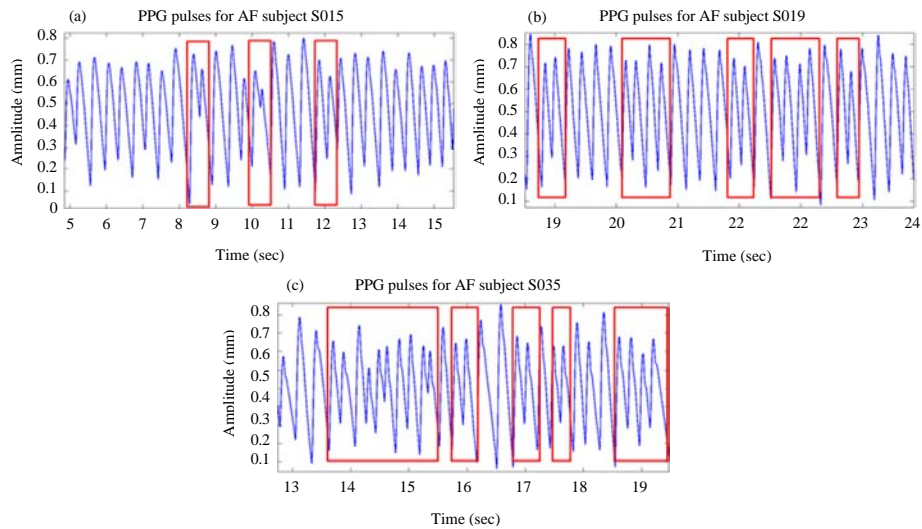 (a) PPG pulses for AF subject S015
Amplitude (mm)
0.8
0.7
0.6
0.5
0.4
0.3
0.2
0.1
0
5 6 7 8 8 9 10 11 12 13 14 15 15
Time (sec)
(b) PPG pulses for AF subject S019
Amplitude (mm)
0.8
0.7
0.6
0.5
0.4
0.3
0.2
0.1
19 20 21 22 22 23 24
Time (sec)
(c) PPG pulses for AF subject S035
Amplitude (mm)
0.8
0.7
0.6
0.5
0.4
0.3
0.2
0.1
13 14 15 16 17 18 19
Time (sec)